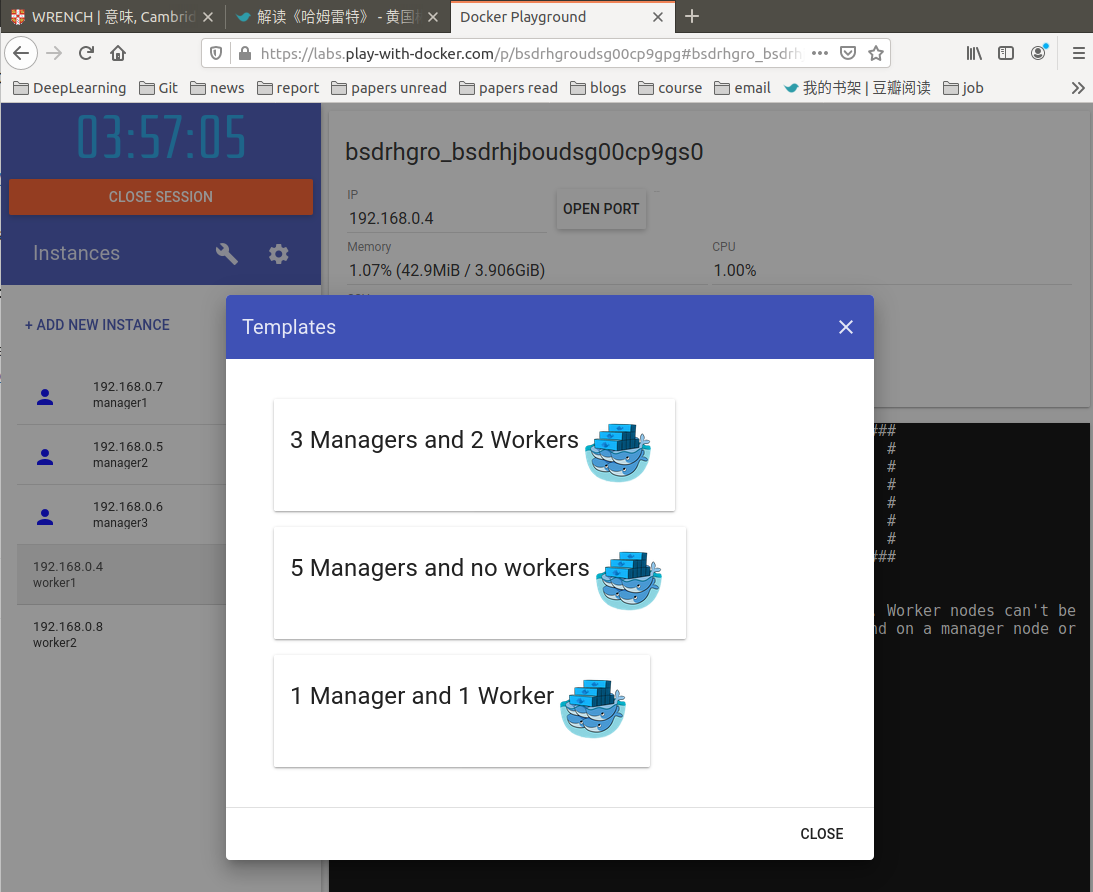 WRENCH | 意味, Cambrid
解读《哈姆雷特》 - 黄国
Docker Playground
https://labs.play-with-docker.com/p/bsdrhgroudsg00cp9gpg#bsdrhgro_bsdrh
DeepLearning
Git
news
report
papers unread
papers read
blogs
course
email
我的书架 | 豆瓣阅读
job
03:57:05
CLOSE SESSION
Instances
+ ADD NEW INSTANCE
192.168.0.7
manager1
192.168.0.5
manager2
192.168.0.6
manager3
192.168.0.4
worker1
192.168.0.8
worker2
bsdrhgro_bsdrhjboudsg00cp9gs0
IP
192.168.0.4
OPEN PORT
Memory
1.07% (42.9MiB / 3.906GiB)
CPU
1.00%
Templates
3 Managers and 2 Workers
5 Managers and no workers
1 Manager and 1 Worker
CLOSE
###
#
#
#
#
#
#
###
. Worker nodes can't be
nd on a manager node or